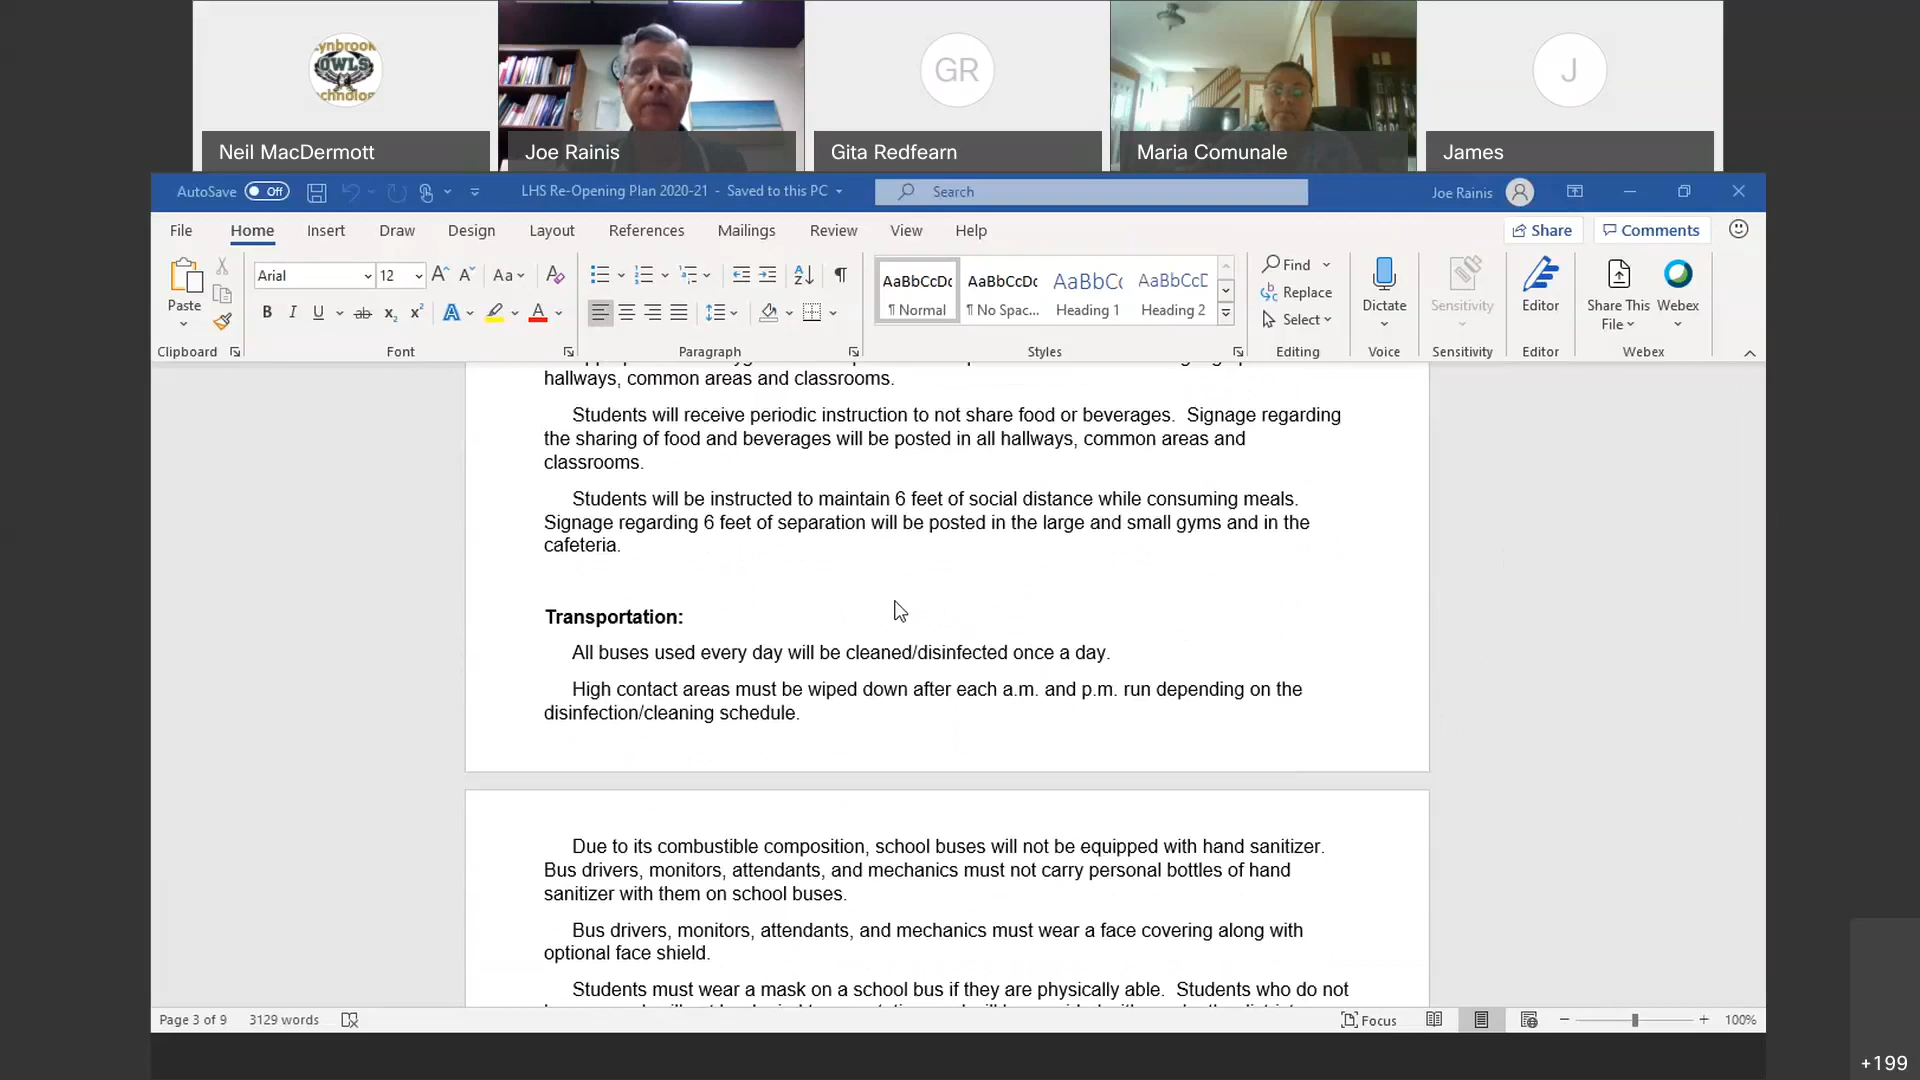 ynbrook
OWLS
chnolog
GR
J
Neil MacDermott
Joe Rainis
Gita Redfearn
Maria Comunale
James
AutoSave Off
LHS Re-Opening Plan 2020-21 - Saved to this PC
Search
Joe Rainis
File Home Insert Draw Design Layout References Mailings Review View Help
Share Comments
Paste
Arial 12
Aa
B I U ab x₂ x²
AaBbCcDc AaBbCcDc AaBbCc AaBbCcD
¶ Normal ¶ No Spac... Heading 1 Heading 2
Find
Replace
Select
Dictate
Sensitivity
Editor
Share This File
Webex
Clipboard Font Paragraph Styles Editing Voice Sensitivity Editor Webex
hallways, common areas and classrooms.
Students will receive periodic instruction to not share food or beverages. Signage regarding
the sharing of food and beverages will be posted in all hallways, common areas and
classrooms.
Students will be instructed to maintain 6 feet of social distance while consuming meals.
Signage regarding 6 feet of separation will be posted in the large and small gyms and in the
cafeteria.
Transportation:
All buses used every day will be cleaned/disinfected once a day.
High contact areas must be wiped down after each a.m. and p.m. run depending on the
disinfection/cleaning schedule.
Due to its combustible composition, school buses will not be equipped with hand sanitizer.
Bus drivers, monitors, attendants, and mechanics must not carry personal bottles of hand
sanitizer with them on school buses.
Bus drivers, monitors, attendants, and mechanics must wear a face covering along with
optional face shield.
Students must wear a mask on a school bus if they are physically able. Students who do not
Page 3 of 9 3129 words
Focus
100%
+199